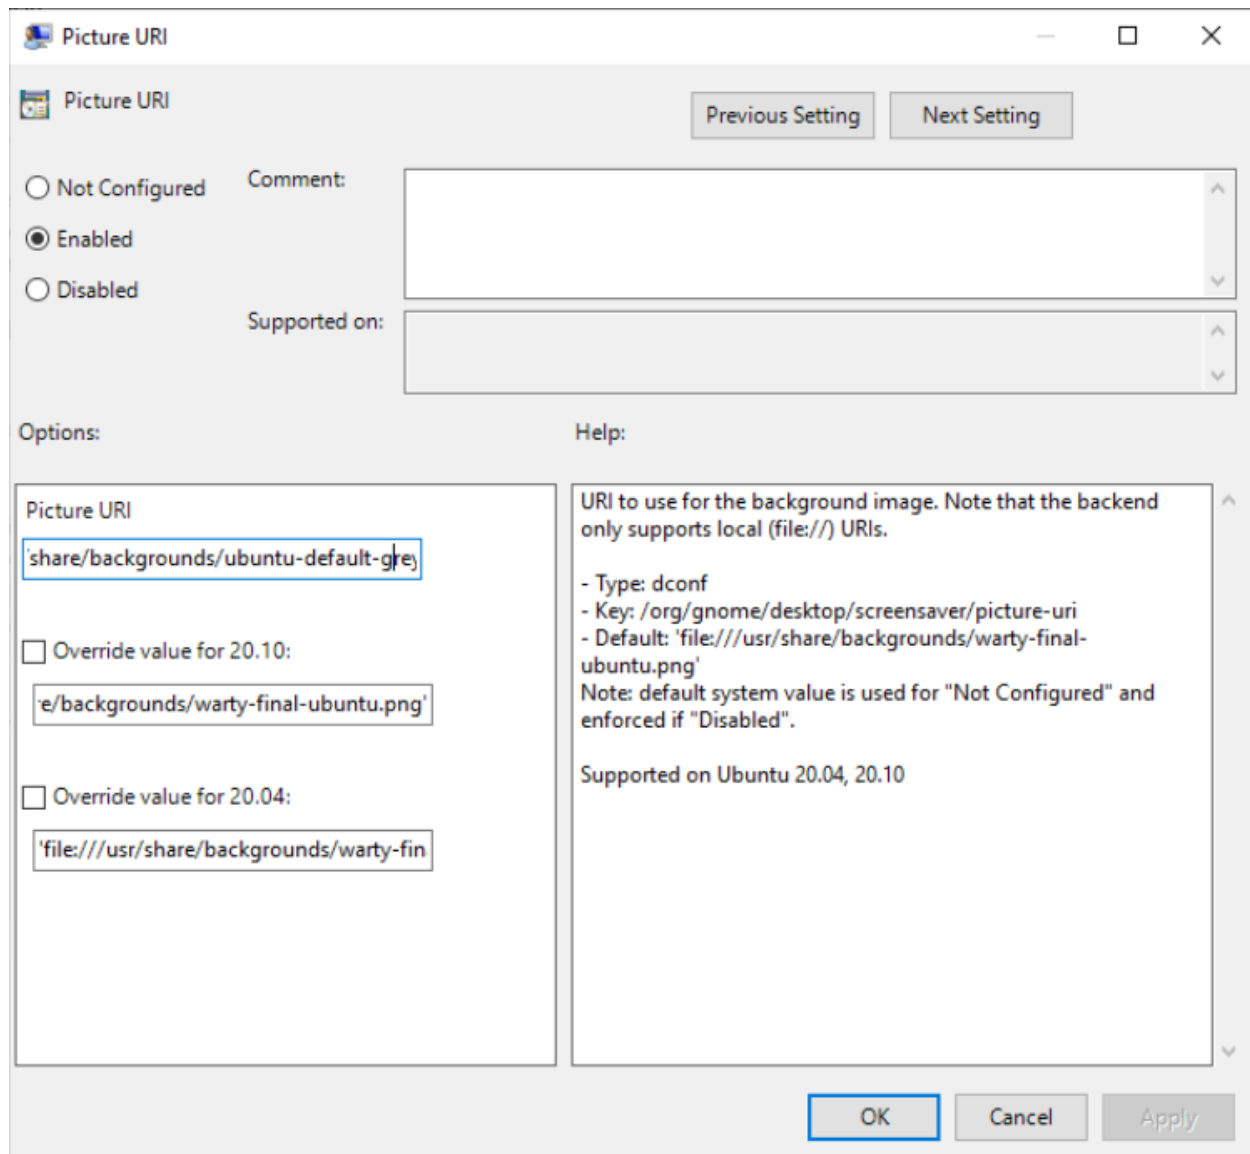 Picture URI
Picture URI
Previous Setting
Next Setting
Not Configured
Comment:
Enabled
Disabled
Supported on:
Options:
Help:
Picture URI
share/backgrounds/ubuntu-default-grey
Override value for 20.10:
e/backgrounds/warty-final-ubuntu.png'
Override value for 20.04:
'file:///usr/share/backgrounds/warty-fin
URI to use for the background image. Note that the backend
only supports local (file://) URIs.
- Type: dconf
- Key: /org/gnome/desktop/screensaver/picture-uri
- Default: 'file:///usr/share/backgrounds/warty-final-
ubuntu.png'
Note: default system value is used for "Not Configured" and
enforced if "Disabled".
Supported on Ubuntu 20.04, 20.10
OK
Cancel
Apply